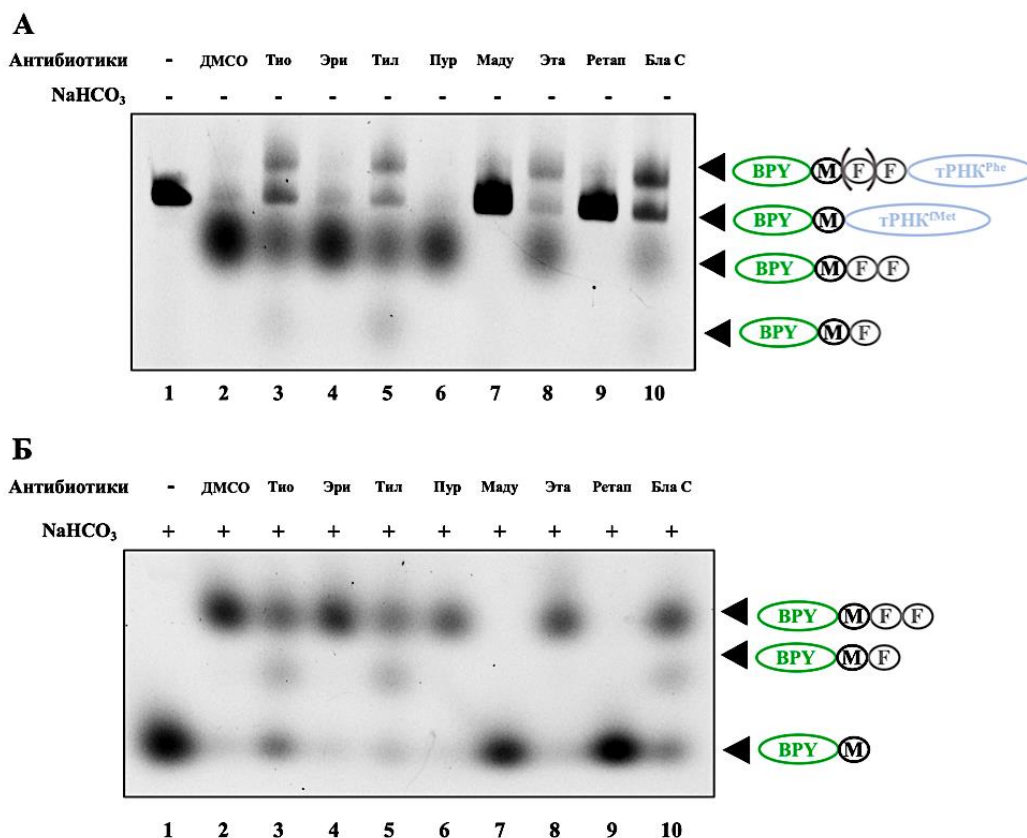 А
Антибиотики - ДМСО Тио Эри Тил Пур Маду Эта Ретап Бла С
NaHCO₃ - - - - - - - - - -
BPY M (F) F тРНКᴾʰᵉ
BPY M тРНКᶠᴹᵉᵗ
BPY M F F
BPY M F
1 2 3 4 5 6 7 8 9 10
Б
Антибиотики - ДМСО Тио Эри Тил Пур Маду Эта Ретап Бла С
NaHCO₃ + + + + + + + + + +
BPY M F F
BPY M F
BPY M
1 2 3 4 5 6 7 8 9 10